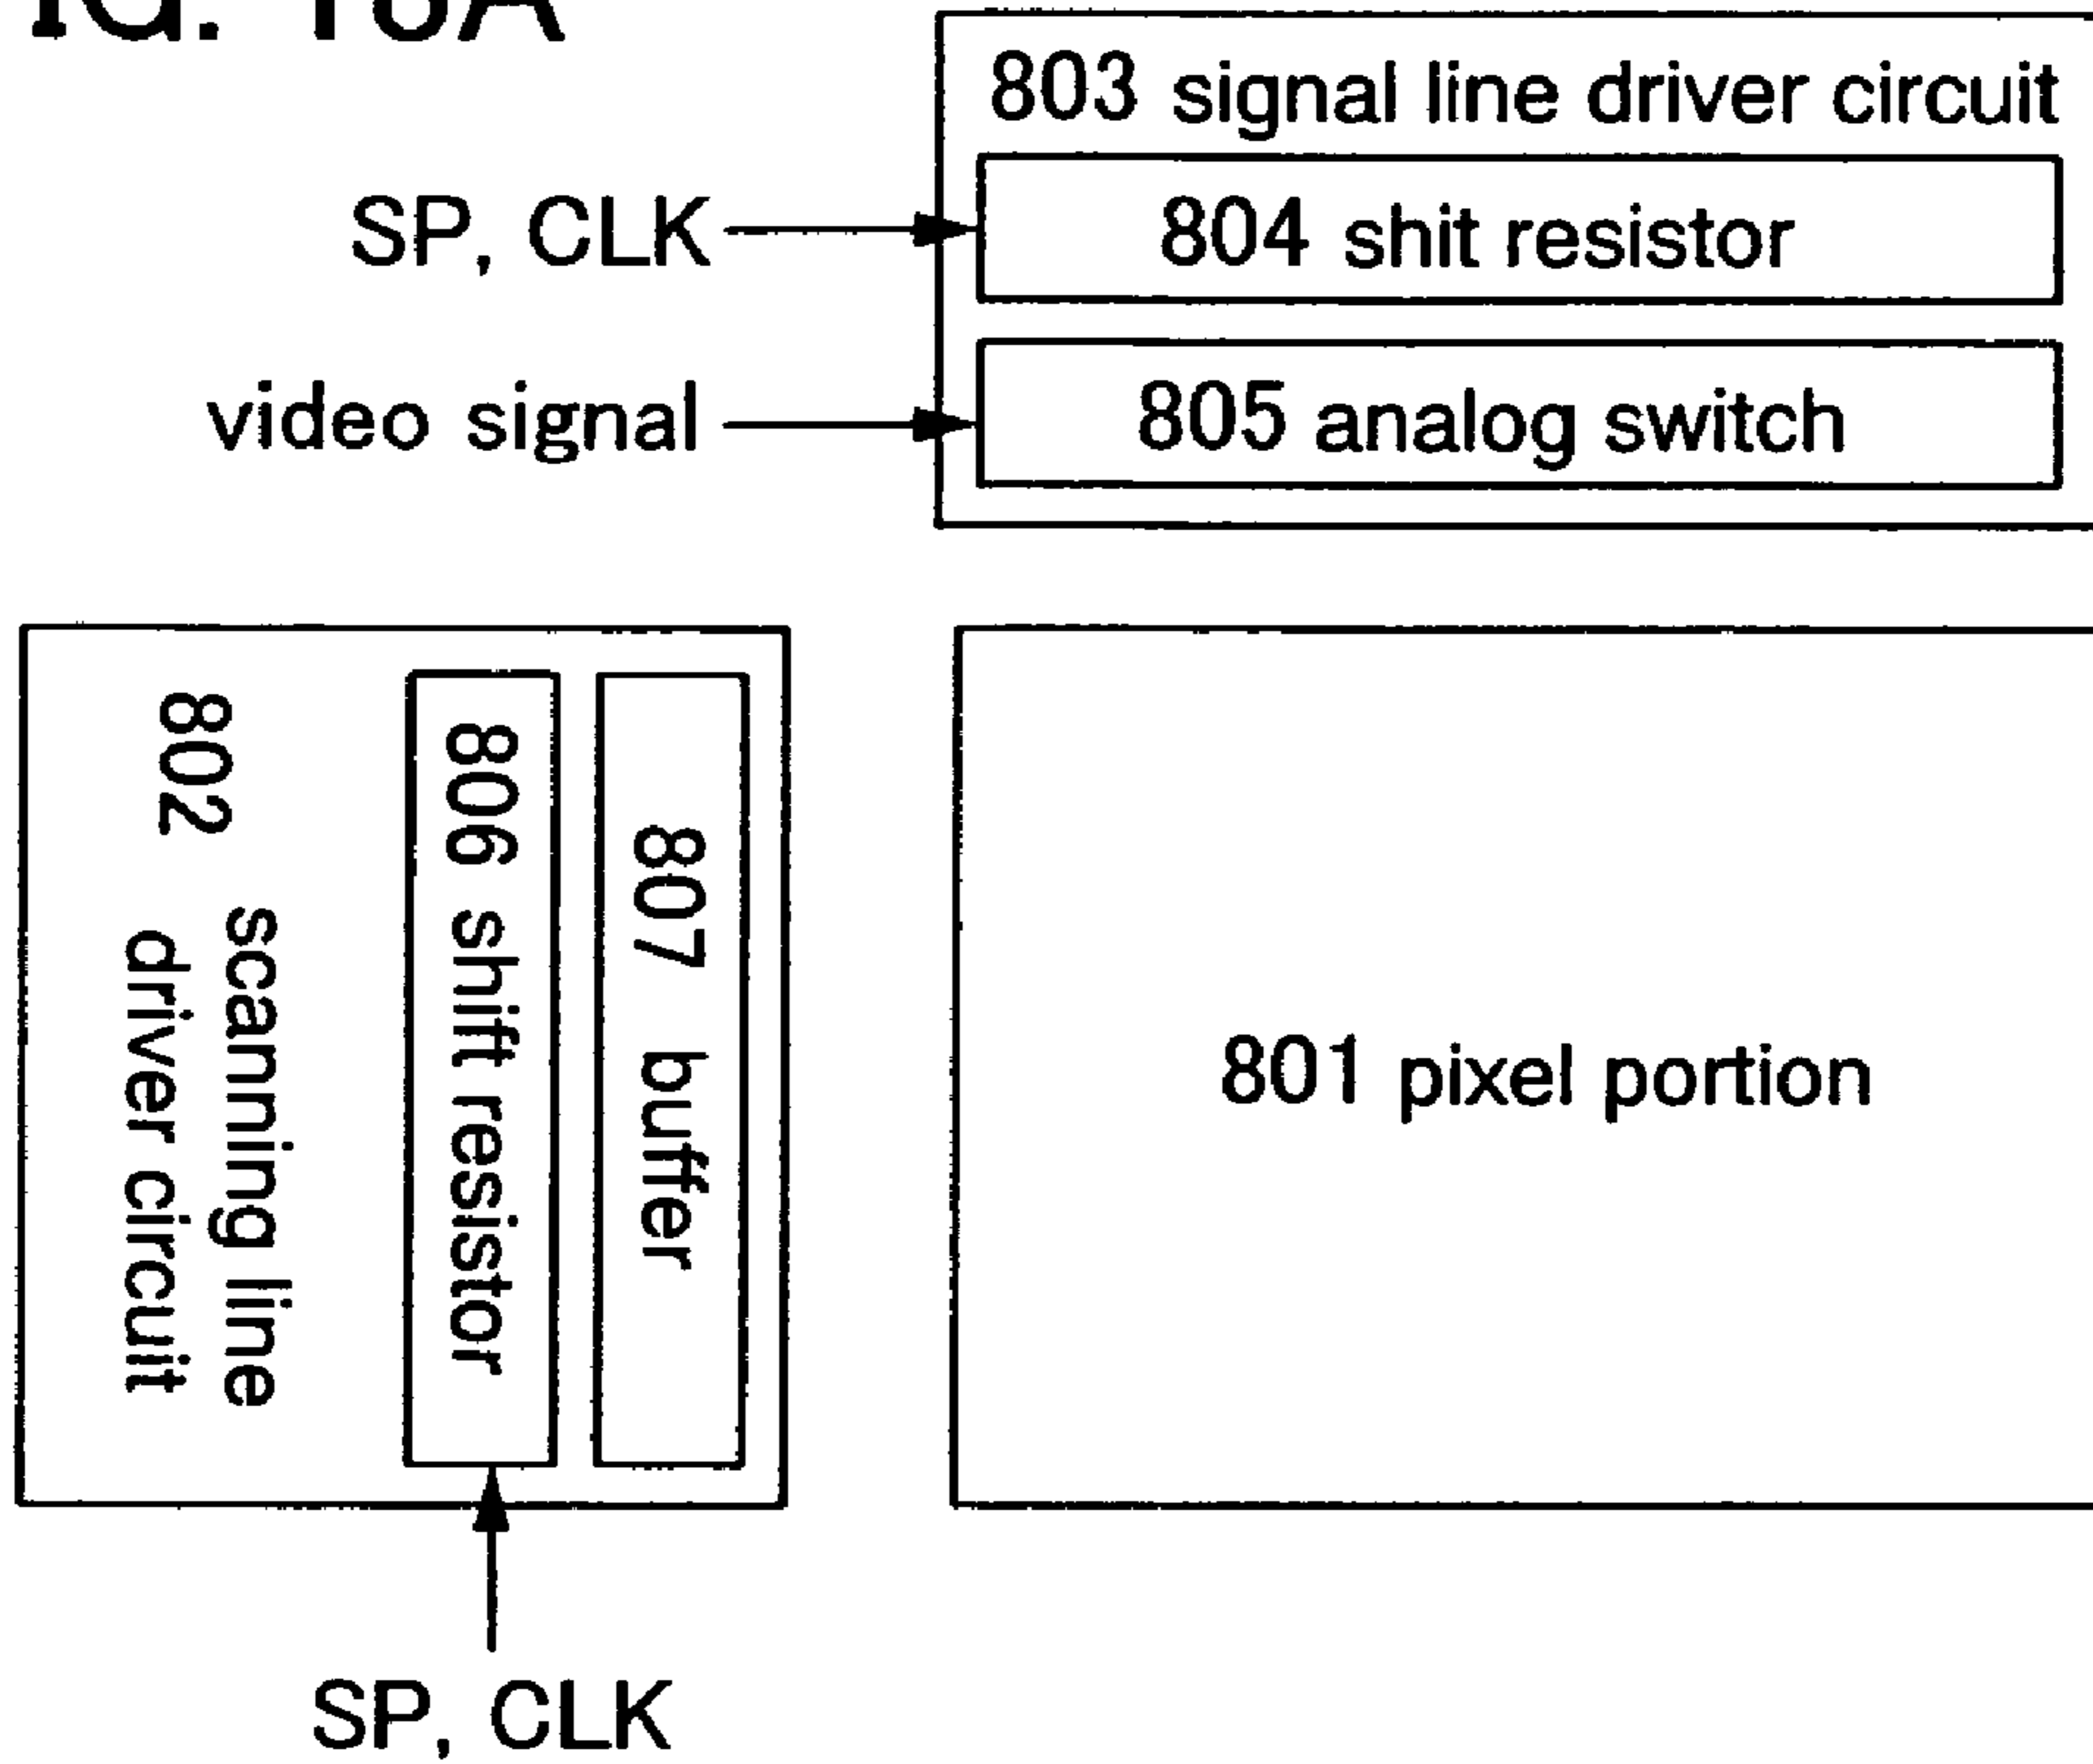 IG. 18A
803 signal line driver circuit
SP, CLK
804 shit resistor
video signal
805 analog switch
802 scanning line
driver circuit
806 shift resistor
807 buffer
801 pixel portion
SP, CLK